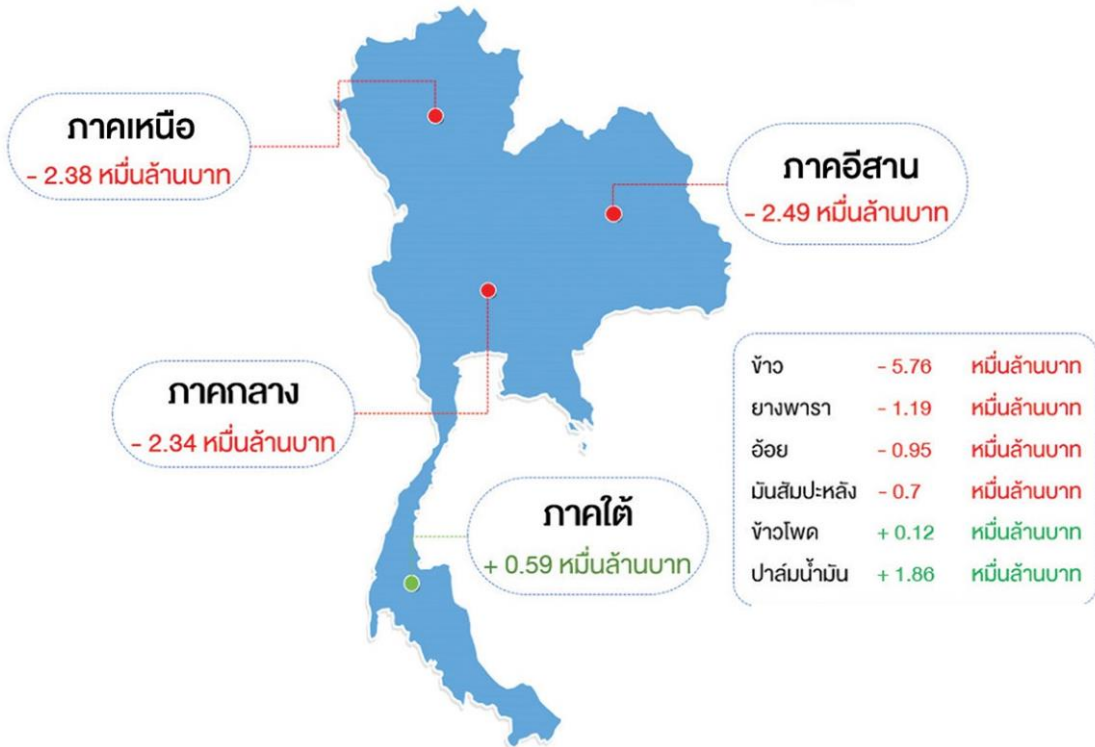 ภาคเหนือ
- 2.38 หมื่นล้านบาท
ภาคอีสาน
- 2.49 หมื่นล้านบาท
ภาคกลาง
- 2.34 หมื่นล้านบาท
ภาคใต้
+ 0.59 หมื่นล้านบาท
ข้าว - 5.76 หมื่นล้านบาท
ยางพารา - 1.19 หมื่นล้านบาท
อ้อย - 0.95 หมื่นล้านบาท
มันสัมปะหลัง - 0.7 หมื่นล้านบาท
ข้าวโพด + 0.12 หมื่นล้านบาท
ปาล์มน้ำมัน + 1.86 หมื่นล้านบาท